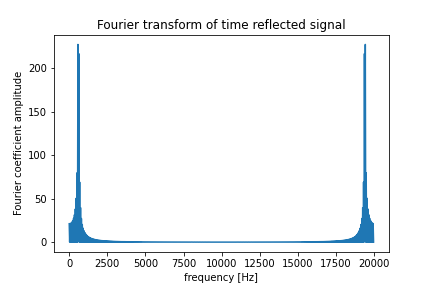 Fourier transform of time reflected signal
Fourier coefficient amplitude
200
150
100
50
0
0 2500 5000 7500 10000 12500 15000 17500 20000
frequency [Hz]